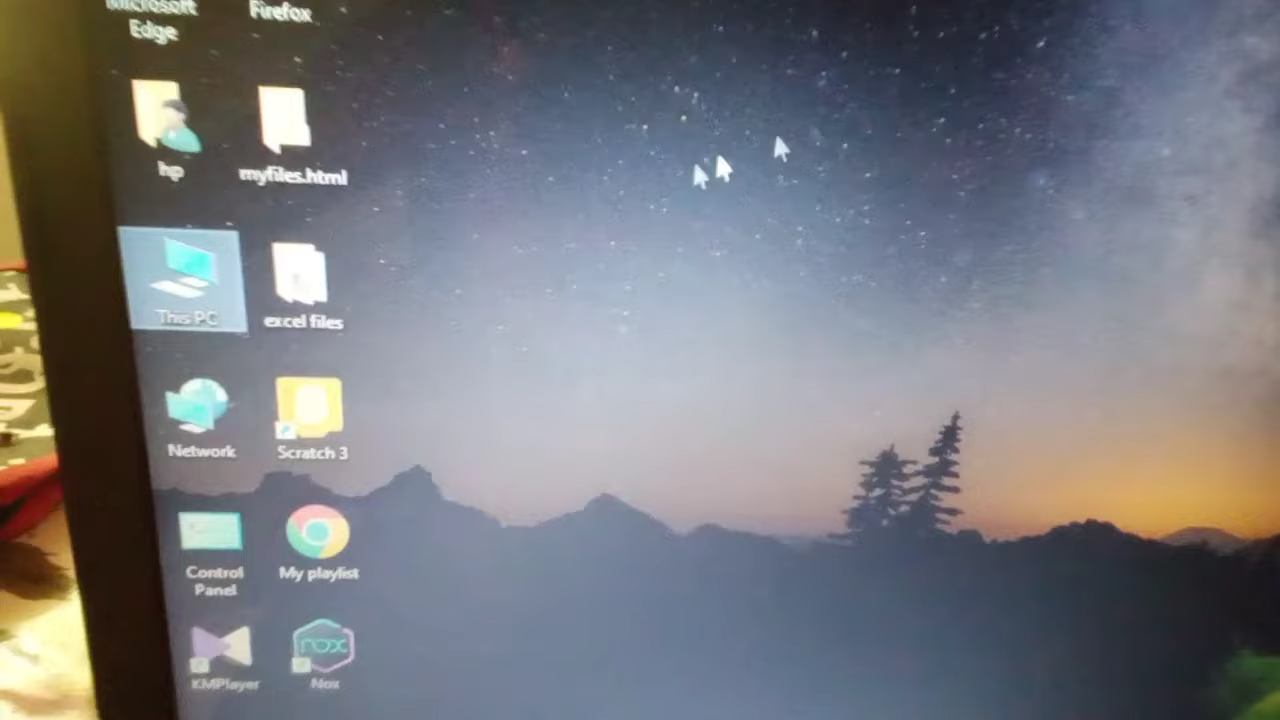 Microsoft
Edge
Firefox
hp
myfiles.html
This PC
excel files
Network
Scratch 3
Control
Panel
My playlist
KMPlayer
nox
Nox